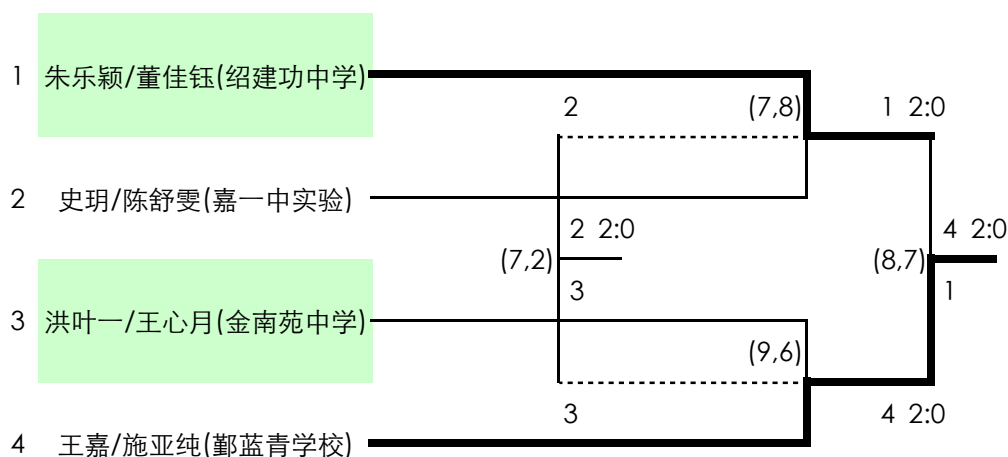 1 朱乐颖/董佳钰(绍建功中学)
2 (7,8) 1 2:0
2 史玥/陈舒雯(嘉一中实验)
2 2:0 4 2:0
(7,2) (8,7)
3 1
3 洪叶一/王心月(金南苑中学)
(9,6)
3 4 2:0
4 王嘉/施亚纯(鄞蓝青学校)